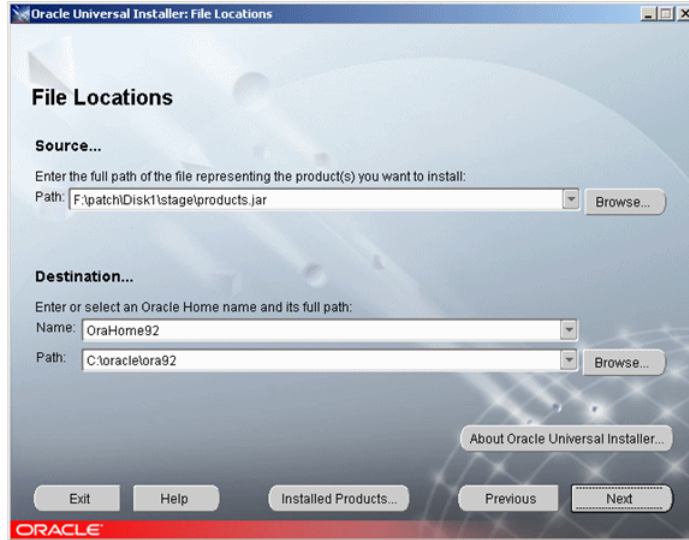 Oracle Universal Installer: File Locations
File Locations
Source...
Enter the full path of the file representing the product(s) you want to install:
Path: F:\patch\Disk1\stage\products.jar Browse...
Destination...
Enter or select an Oracle Home name and its full path:
Name: OraHome92
Path: C:\oracle\ora92 Browse...
About Oracle Universal Installer...
Exit Help Installed Products... Previous Next
ORACLE